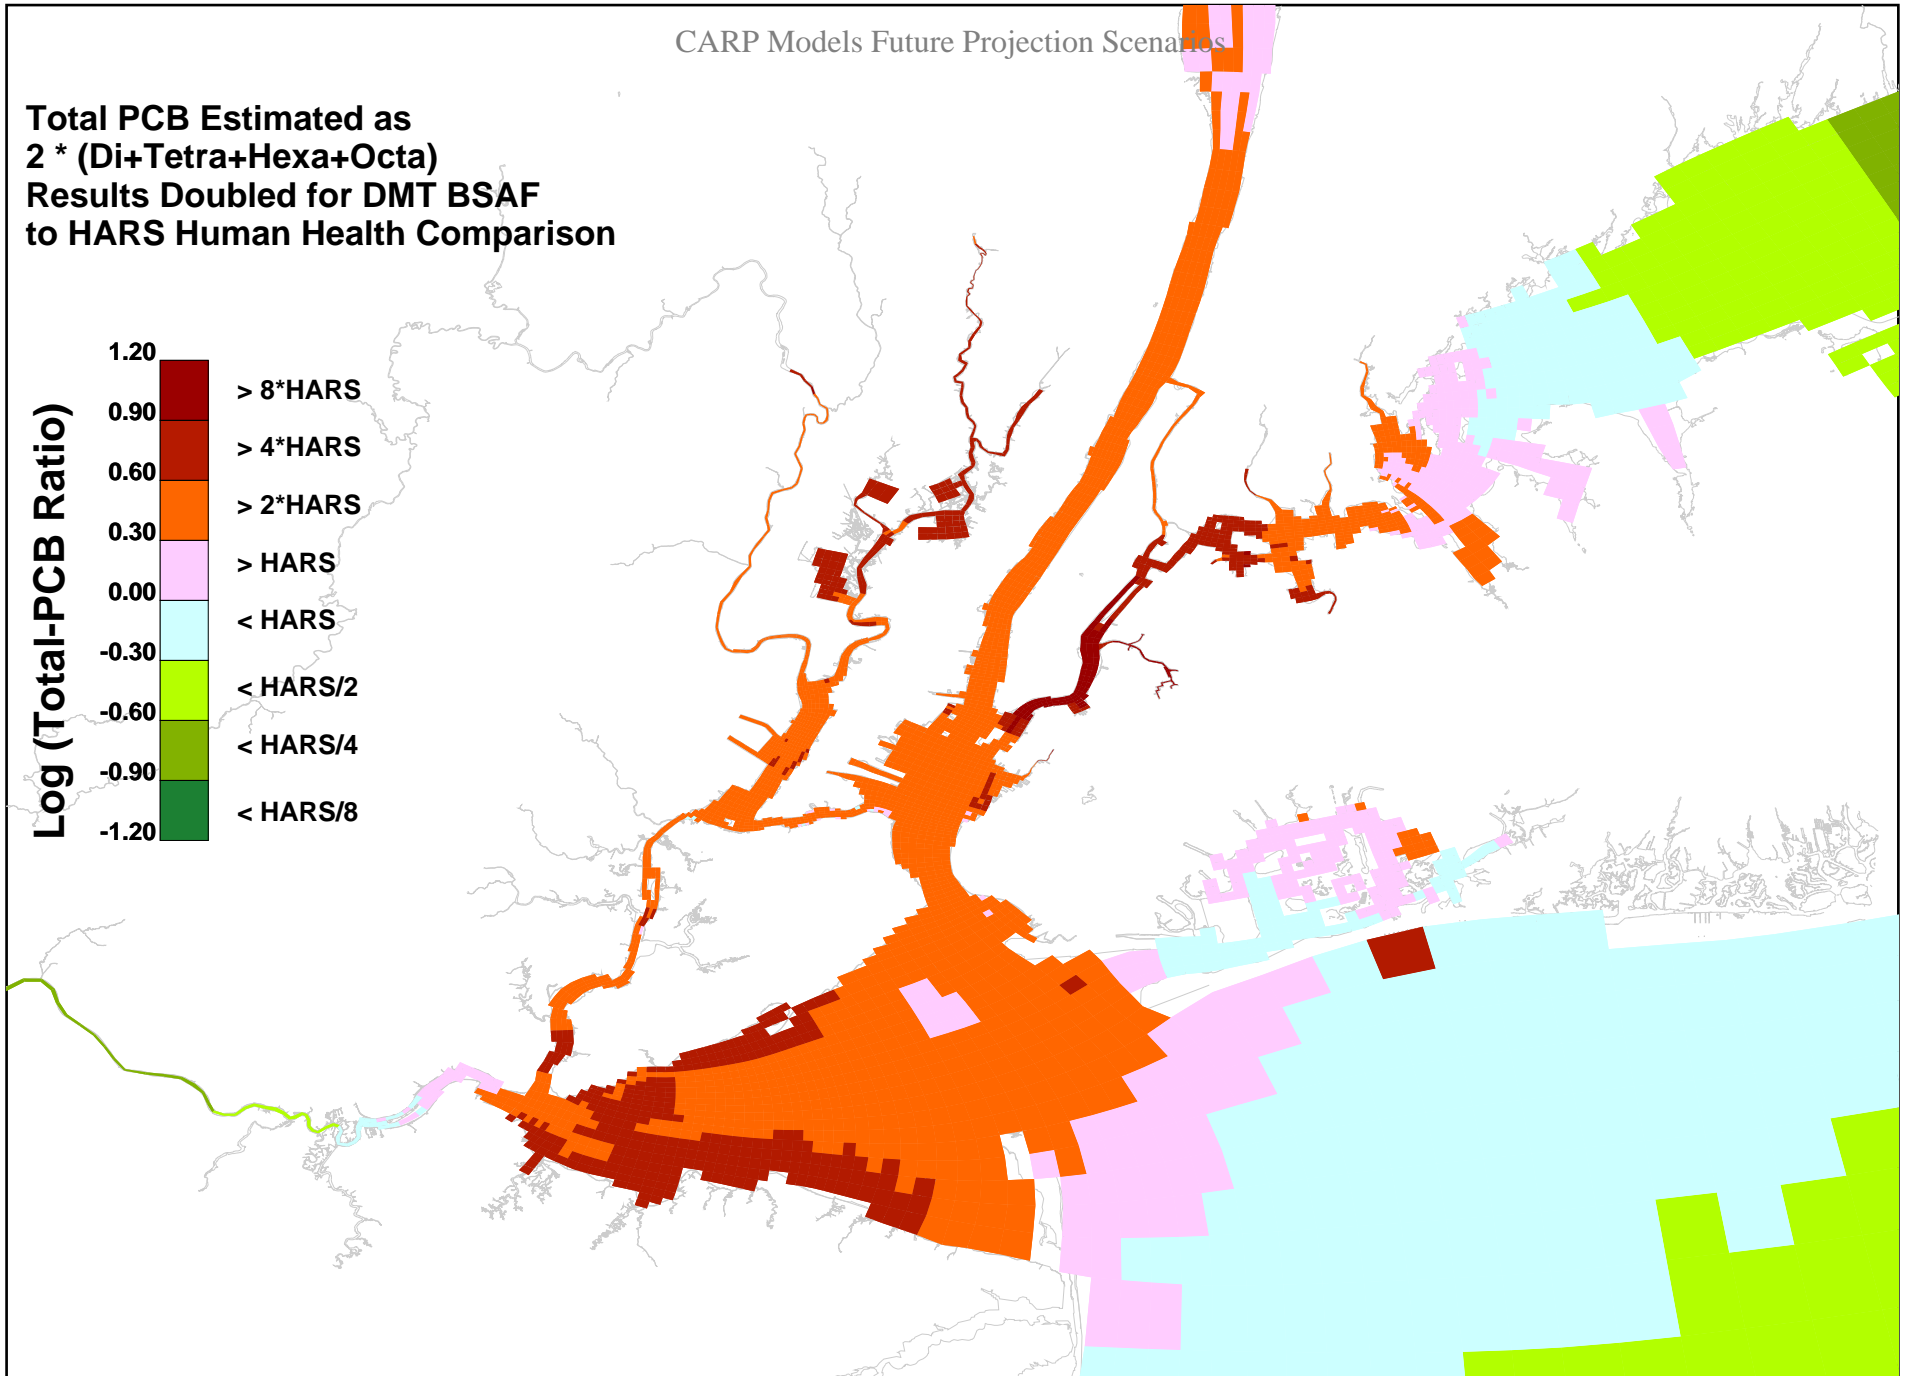 CARP Models Future Projection Scenarios
Total PCB Estimated as
2 * (Di+Tetra+Hexa+Octa)
Results Doubled for DMT BSAF
to HARS Human Health Comparison
Log (Total-PCB Ratio)
1.20
> 8*HARS
0.90
> 4*HARS
0.60
> 2*HARS
0.30
> HARS
0.00
< HARS
-0.30
< HARS/2
-0.60
< HARS/4
-0.90
< HARS/8
-1.20